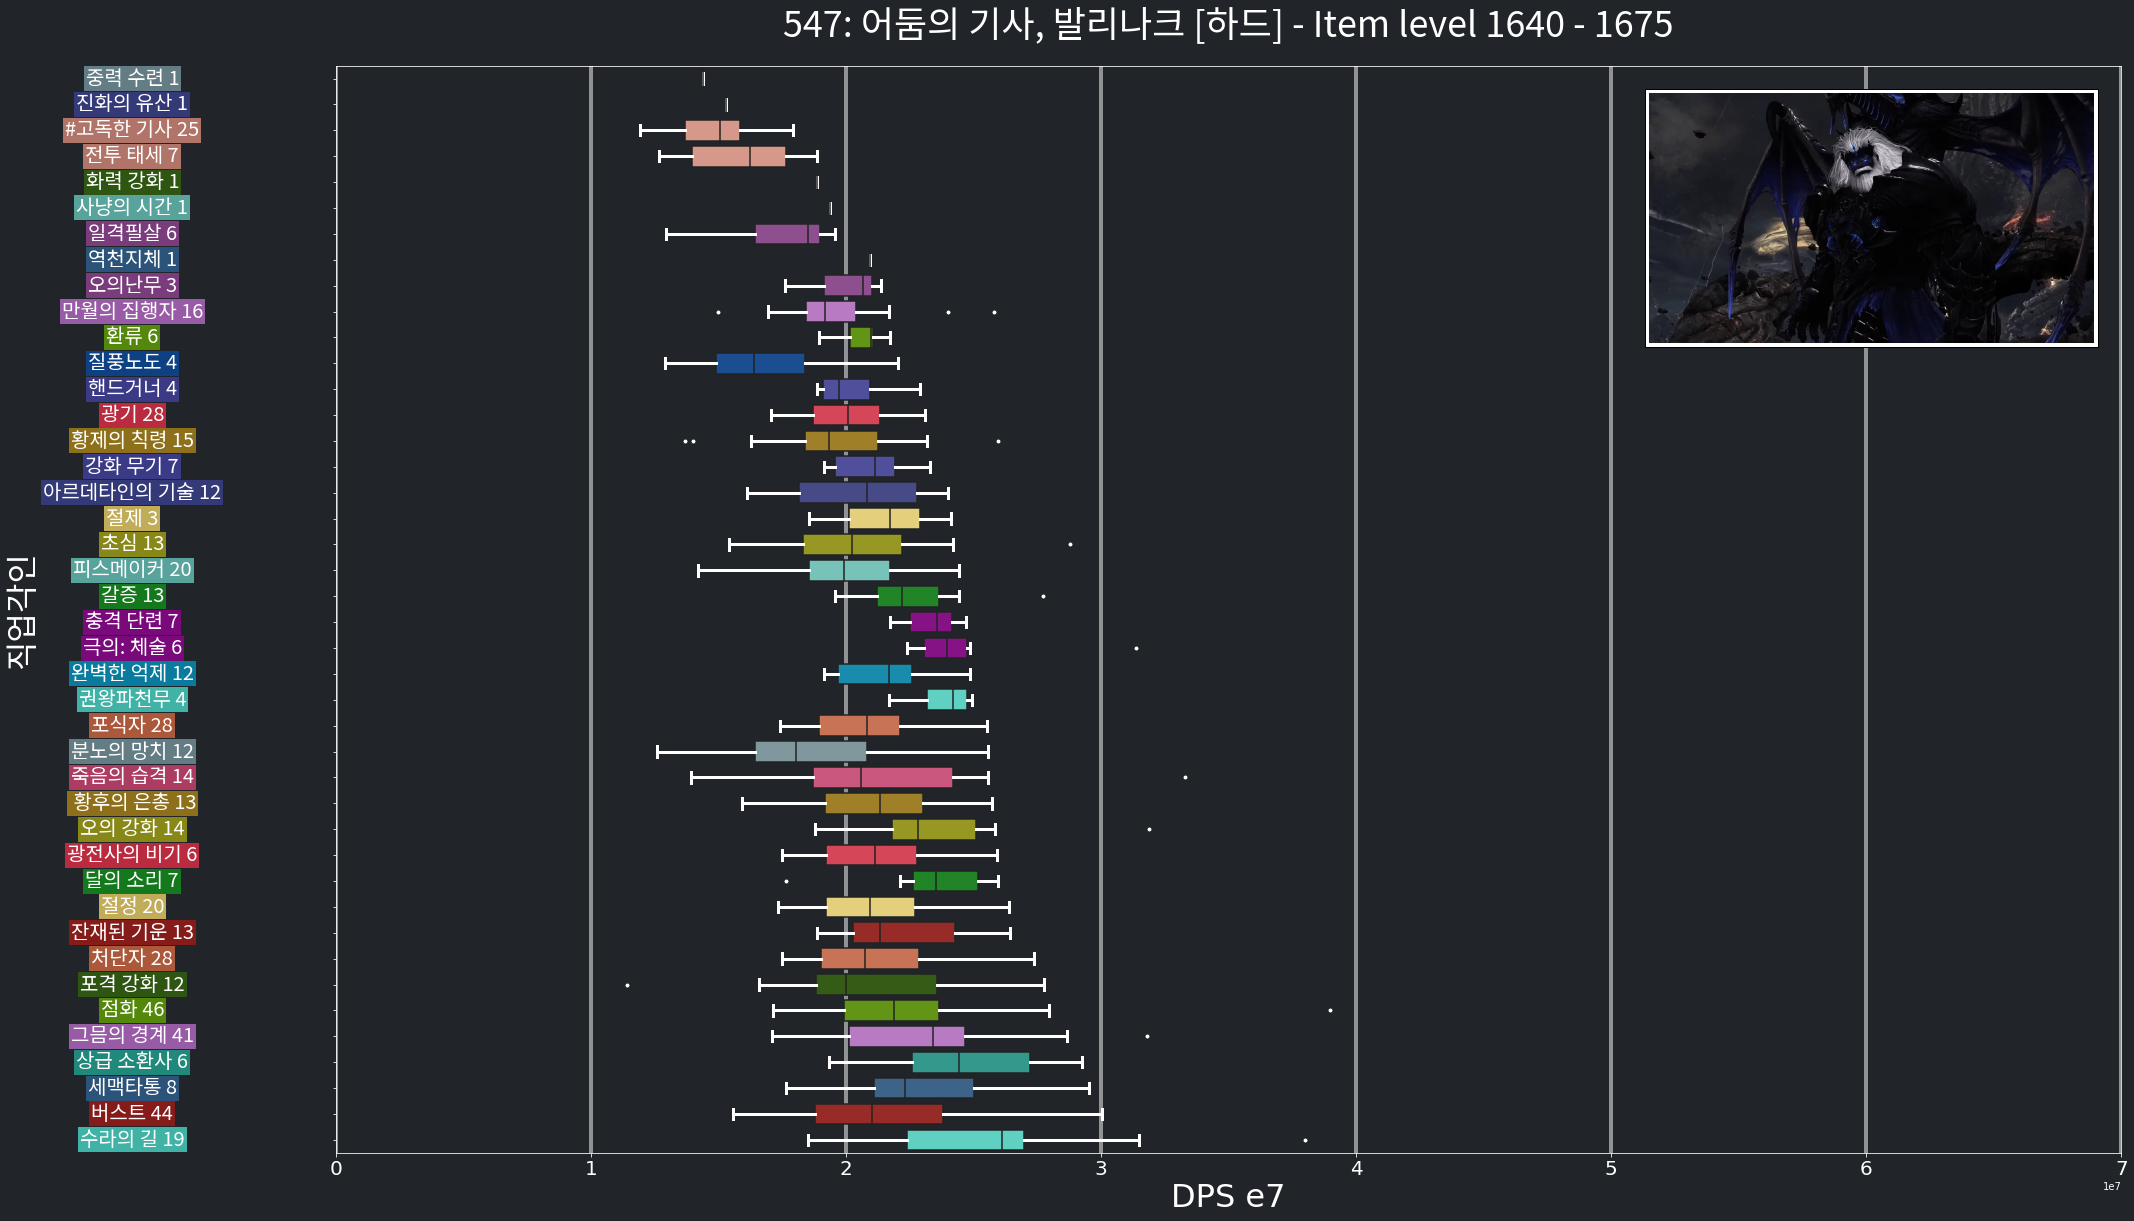 547: 어둠의 기사, 발리나크 [하드] - Item level 1640 - 1675
중력 수련 1
진화의 유산 1
#고독한 기사 25
전투 태세 7
화력 강화 1
사냥의 시간 1
일격필살 6
역천지체 1
오의난무 3
만월의 집행자 16
환류 6
질풍노도 4
핸드거너 4
광기 28
황제의 칙령 15
강화 무기 7
아르데타인의 기술 12
절제 3
초심 13
피스메이커 20
갈증 13
충격 단련 7
극의: 체술 6
완벽한 억제 12
권왕파천무 4
포식자 28
분노의 망치 12
죽음의 습격 14
황후의 은총 13
오의 강화 14
광전사의 비기 6
달의 소리 7
절정 20
잔재된 기운 13
처단자 28
포격 강화 12
점화 46
그믐의 경계 41
상급 소환사 6
세맥타통 8
버스트 44
수라의 길 19
직업각인
0 1 2 3 4 5 6 7
DPS e7
1e7